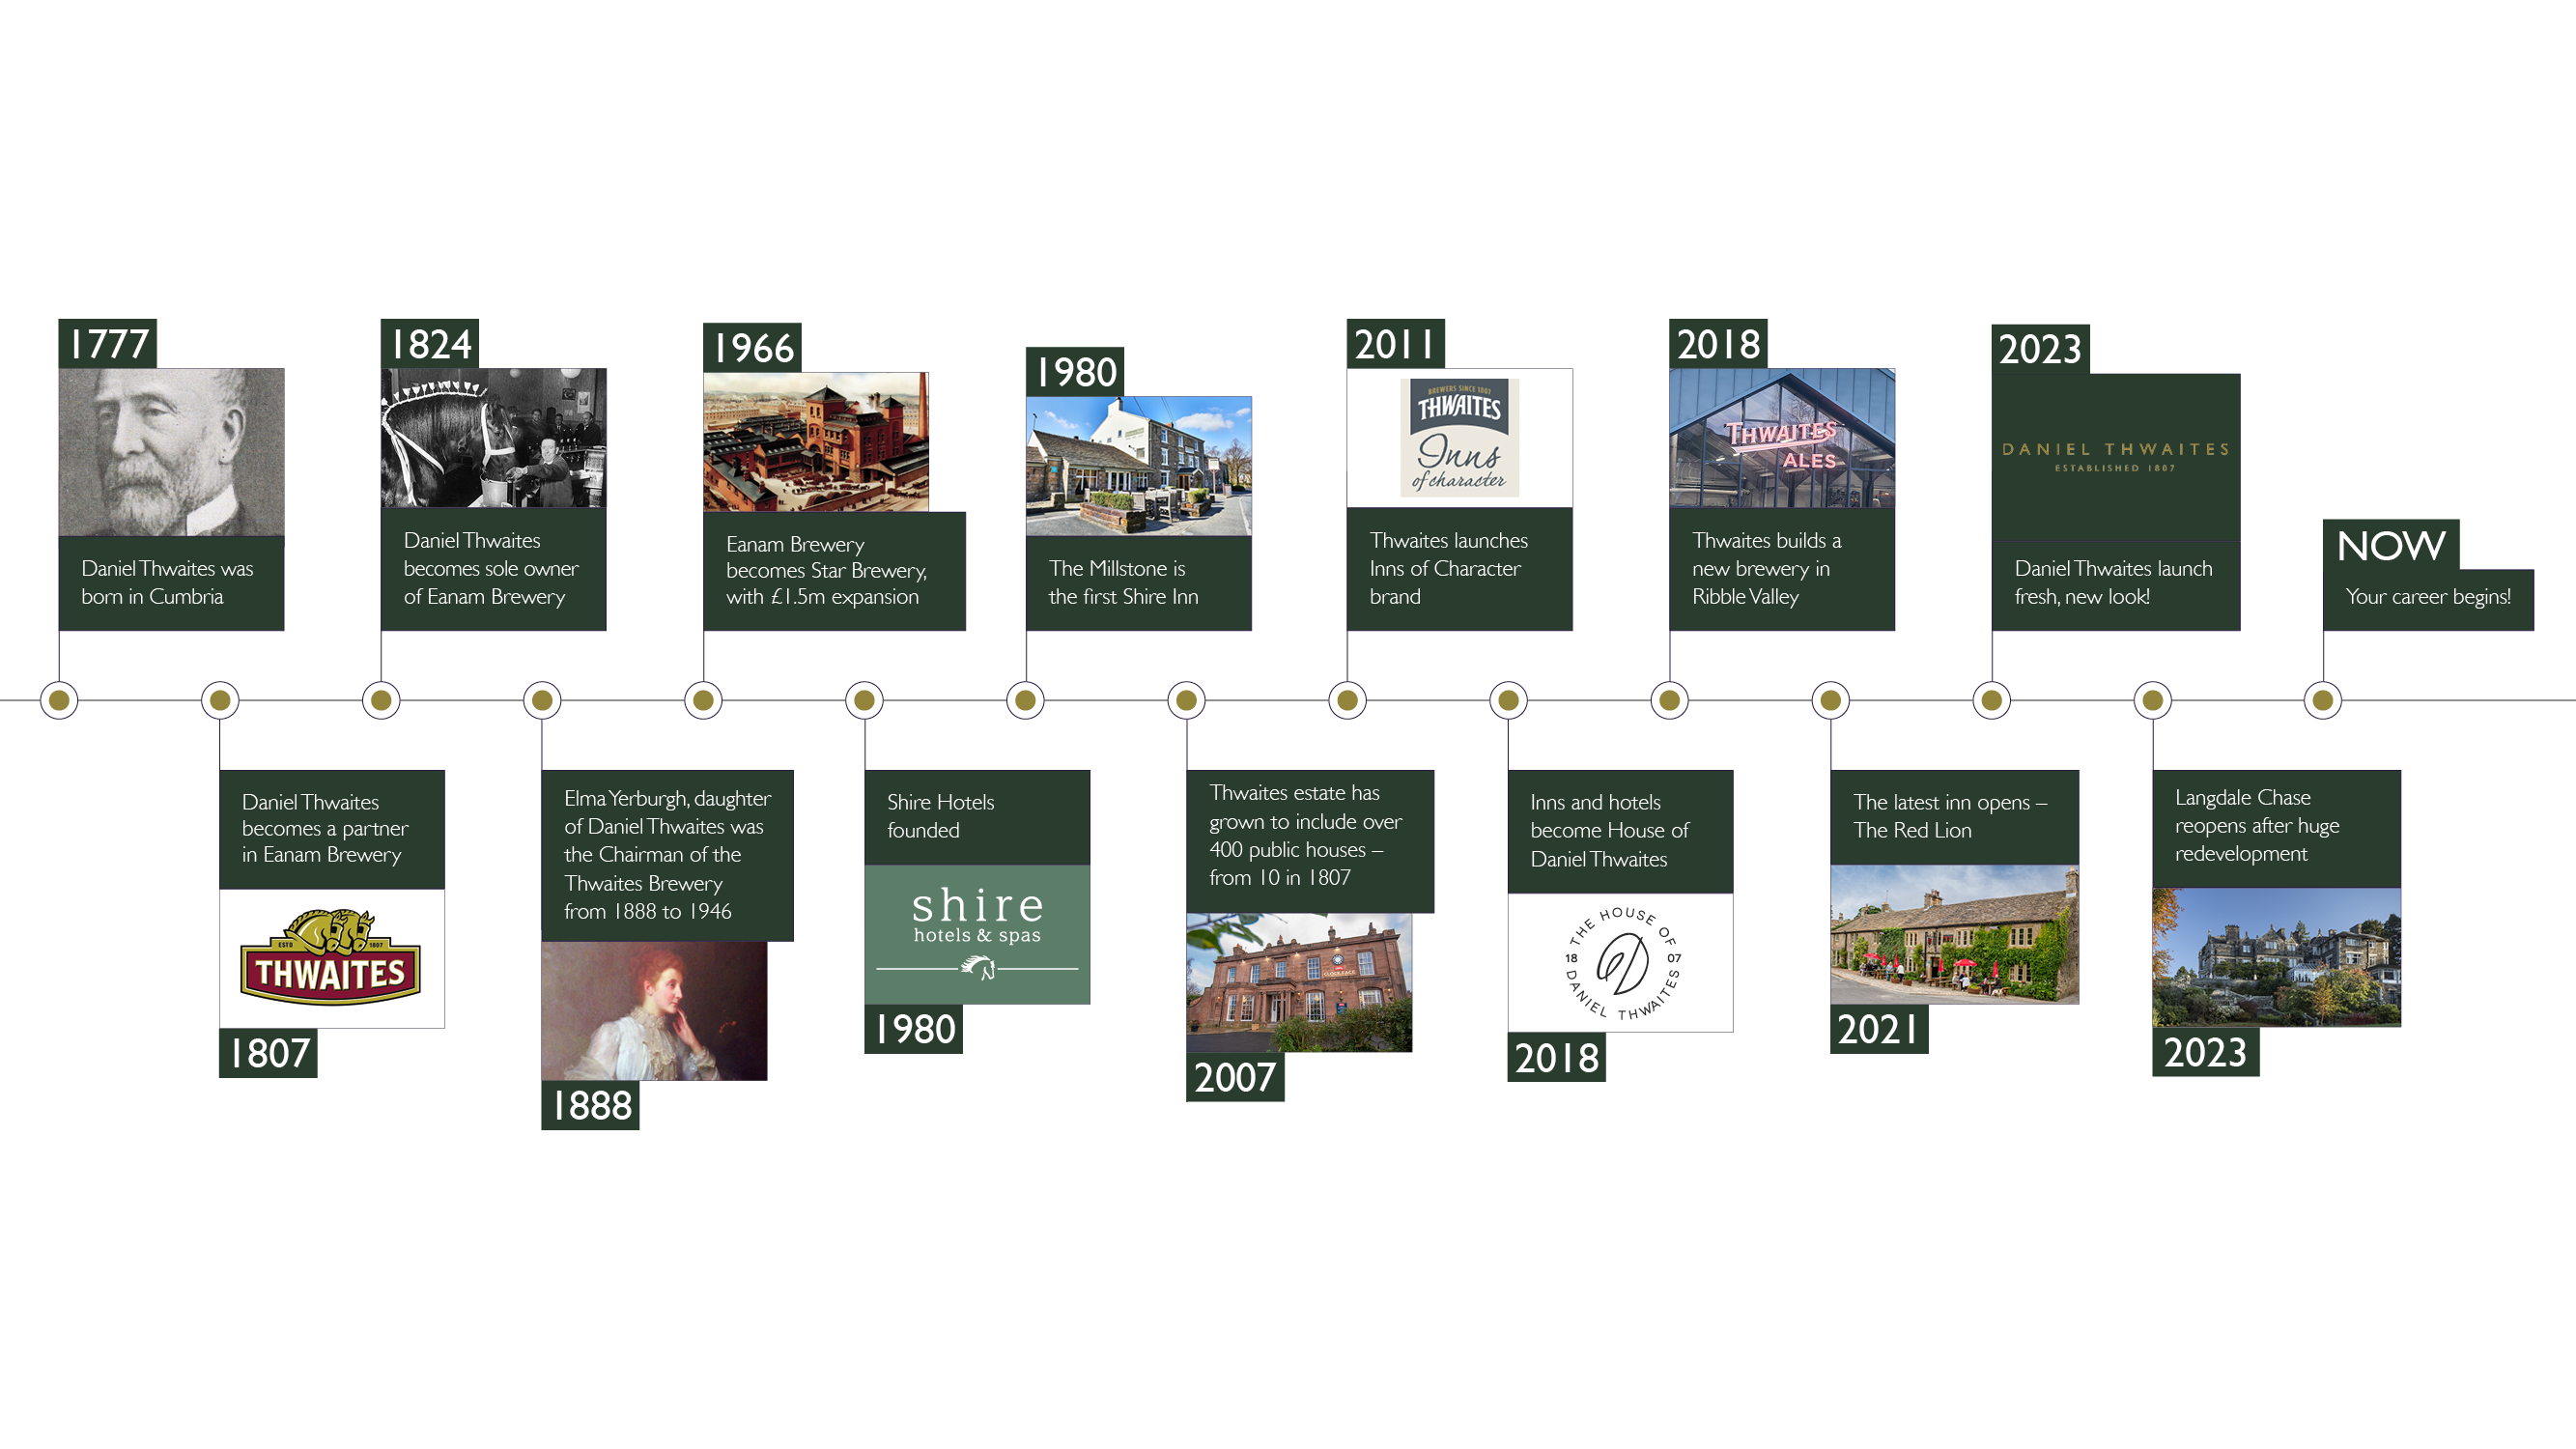 1777
Daniel Thwaites was
born in Cumbria
Daniel Thwaites
becomes a partner
in Eanam Brewery
ESTD 1807
THWAITES
1807
1824
Daniel Thwaites
becomes sole owner
of Eanam Brewery
Elma Yerburgh, daughter
of Daniel Thwaites was
the Chairman of the
Thwaites Brewery
from 1888 to 1946
1888
1966
Eanam Brewery
becomes Star Brewery,
with £1.5m expansion
Shire Hotels
founded
shire
hotels & spas
1980
1980
The Millstone is
the first Shire Inn
Thwaites estate has
grown to include over
400 public houses –
from 10 in 1807
2007
2011
BREWERS SINCE 1807
THWAITES
Inns
of character
Thwaites launches
Inns of Character
brand
Inns and hotels
become House of
Daniel Thwaites
THE HOUSE OF
18 07
DANIEL THWAITES
2018
2018
THWAITES
ALES
Thwaites builds a
new brewery in
Ribble Valley
The latest inn opens –
The Red Lion
2021
2023
DANIEL THWAITES
ESTABLISHED 1807
Daniel Thwaites launch
fresh, new look!
Langdale Chase
reopens after huge
redevelopment
2023
NOW
Your career begins!